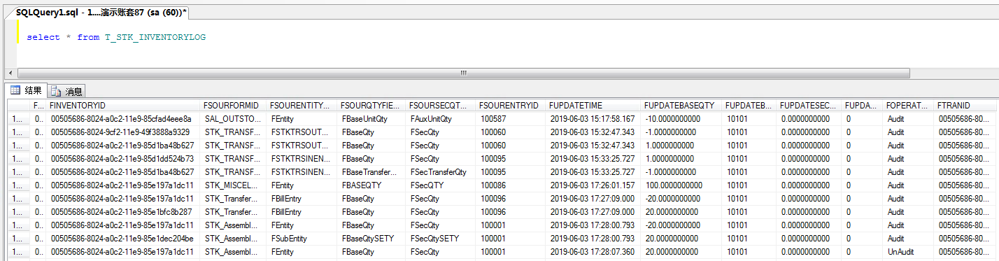 SQLQuery1.sql - 1....演示账套87 (sa (60))*
select * from T_STK_INVENTORYLOG
结果 消息
F... FINVENTORYID FSOURFORMID FSOURENTITY... FSOURQTYFIE... FSOURSECQT... FSOURENTRYID FUPDATETIME FUPDATEBASEQTY FUPDATEB... FUPDATESEC... FUPDA... FOPERAT... FTRANID
1... 0.. 00505686-8024-a0c2-11e9-85cfad4eee8a SAL_OUTSTO... FEntity FBaseUnitQty FAuxUnitQty 100587 2019-06-03 15:17:58.167 -10.0000000000 10101 0.0000000000 0 Audit 00505686-80...
1... 0.. 00505686-8024-9cf2-11e9-49f3888a9329 STK_TRANSF... FSTKTRSOUT... FBaseQty FSecQty 100060 2019-06-03 15:32:47.343 -1.0000000000 10101 0.0000000000 0 Audit 00505686-80...
1... 0.. 00505686-8024-a0c2-11e9-85d1ba48b627 STK_TRANSF... FSTKTRSOUT... FBaseQty FSecQty 100060 2019-06-03 15:32:47.343 1.0000000000 10101 0.0000000000 0 Audit 00505686-80...
1... 0.. 00505686-8024-a0c2-11e9-85d1dd524b73 STK_TRANSF... FSTKTRSINEN... FBaseQty FSecQty 100095 2019-06-03 15:33:25.727 1.0000000000 10101 0.0000000000 0 Audit 00505686-80...
1... 0.. 00505686-8024-a0c2-11e9-85d1ba48b627 STK_TRANSF... FSTKTRSINEN... FBaseTransfer... FSecTransferQty 100095 2019-06-03 15:33:25.727 -1.0000000000 10101 0.0000000000 0 Audit 00505686-80...
1... 0.. 00505686-8024-a0c2-11e9-85e197a1dc11 STK_MISCEL... FEntity FBASEQTY FSecQTY 100086 2019-06-03 17:26:01.157 100.0000000000 10101 0.0000000000 0 Audit 00505686-80...
1... 0.. 00505686-8024-a0c2-11e9-85e197a1dc11 STK_Transfer... FBillEntry FBaseQty FSecQty 100096 2019-06-03 17:27:09.000 -20.0000000000 10101 0.0000000000 0 Audit 00505686-80...
1... 0.. 00505686-8024-a0c2-11e9-85e1bfc8b287 STK_Transfer... FBillEntry FBaseQty FSecQty 100096 2019-06-03 17:27:09.000 20.0000000000 10101 0.0000000000 0 Audit 00505686-80...
1... 0.. 00505686-8024-a0c2-11e9-85e197a1dc11 STK_Assembl... FEntity FBaseQty FSecQty 100001 2019-06-03 17:28:00.793 -20.0000000000 10101 0.0000000000 0 Audit 00505686-80...
1... 0.. 00505686-8024-a0c2-11e9-85e1dec204be STK_Assembl... FSubEntity FBaseQtySETY FSecQtySETY 100001 2019-06-03 17:28:00.793 20.0000000000 10101 0.0000000000 0 Audit 00505686-80...
1... 0.. 00505686-8024-a0c2-11e9-85e197a1dc11 STK_Assembl... FEntity FBaseQty FSecQty 100001 2019-06-03 17:28:07.360 20.0000000000 10101 0.0000000000 0 UnAudit 00505686-80...